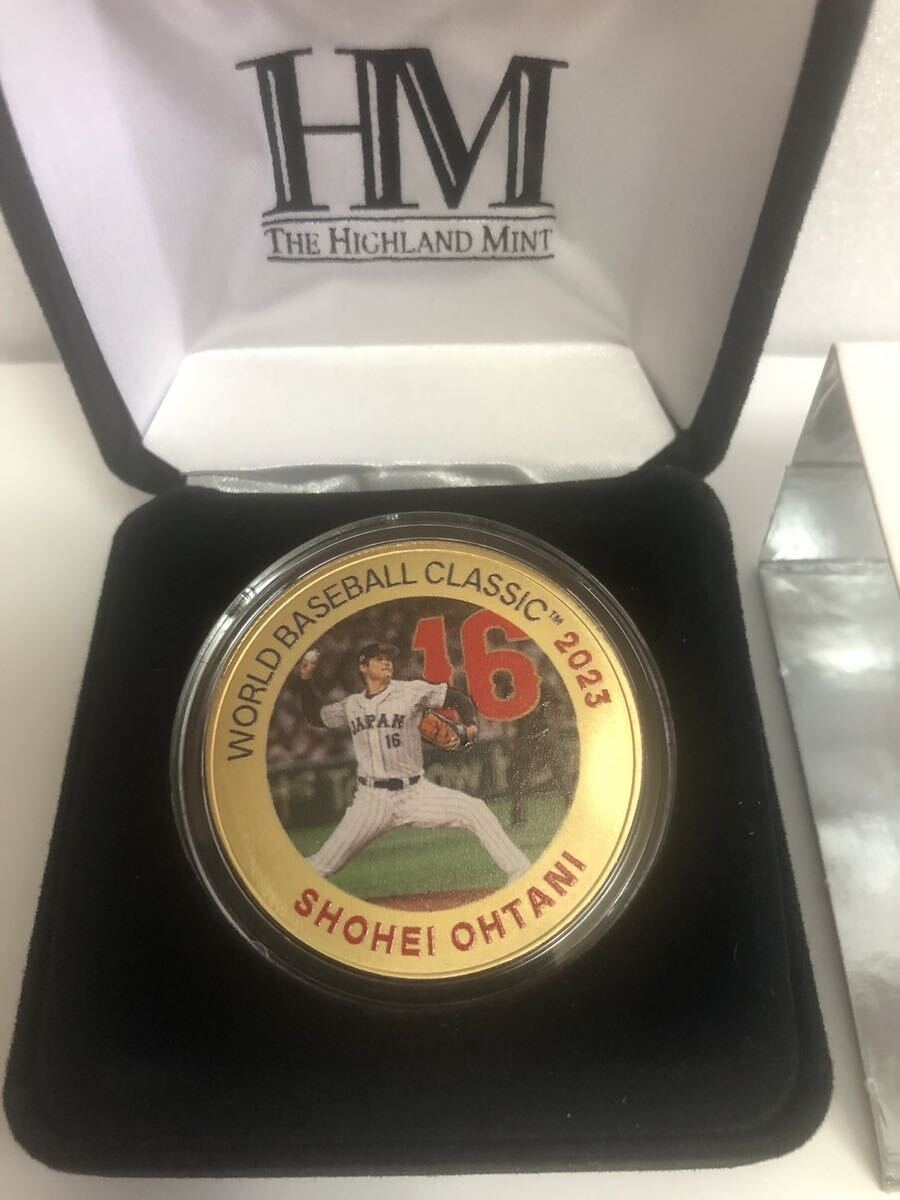 HM
THE HIGHLAND MINT
WORLD BASEBALL CLASSIC™ 2023
16
JAPAN
16
SHOHEI OHTANI